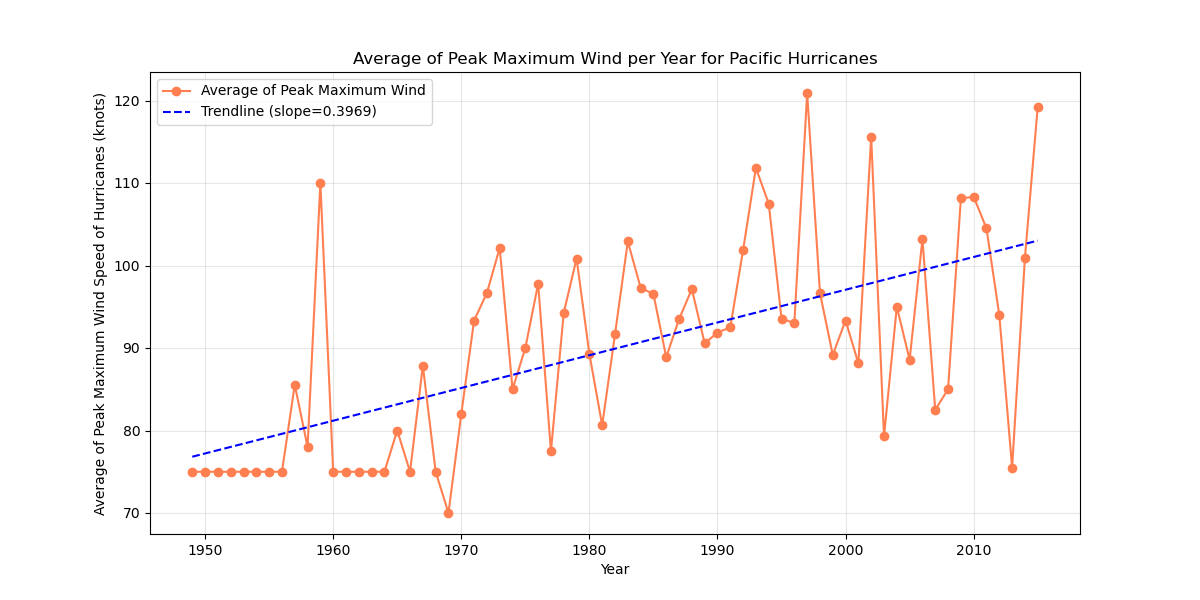 Average of Peak Maximum Wind per Year for Pacific Hurricanes
Average of Peak Maximum Wind
Trendline (slope=0.3969)
Average of Peak Maximum Wind Speed of Hurricanes (knots)
120
110
100
90
80
70
1950 1960 1970 1980 1990 2000 2010
Year